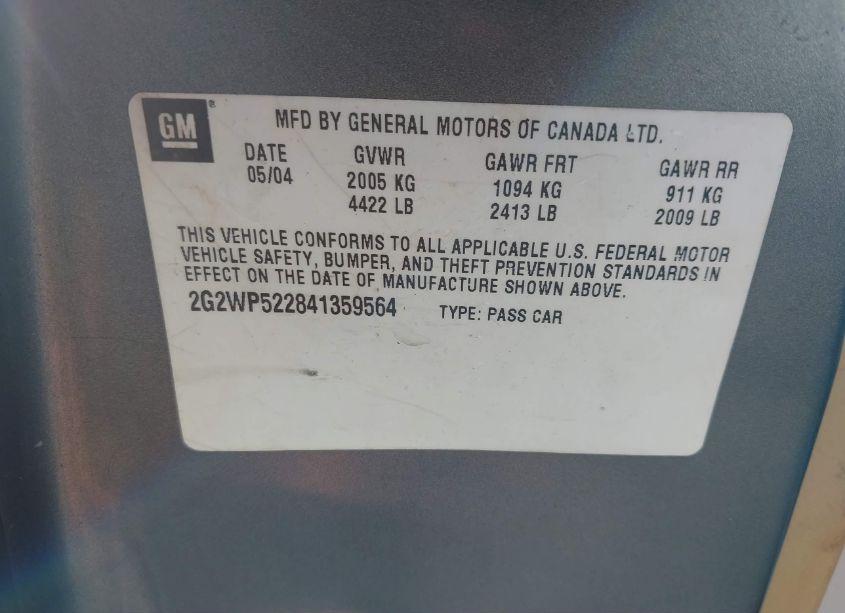 GM ®
MFD BY GENERAL MOTORS OF CANADA LTD.
DATE GVWR GAWR FRT GAWR RR
05/04 2005 KG 1094 KG 911 KG
4422 LB 2413 LB 2009 LB
THIS VEHICLE CONFORMS TO ALL APPLICABLE U.S. FEDERAL MOTOR
VEHICLE SAFETY, BUMPER, AND THEFT PREVENTION STANDARDS IN
EFFECT ON THE DATE OF MANUFACTURE SHOWN ABOVE.
2G2WP522841359564 TYPE: PASS CAR